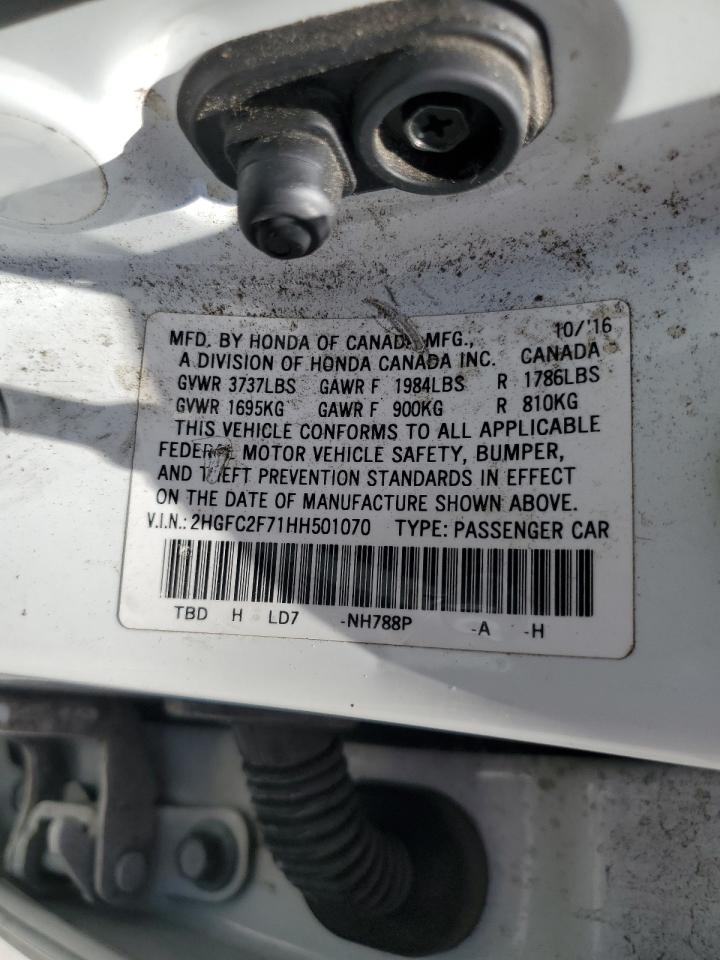 MFD. BY HONDA OF CANADA MFG., 10/'16
A DIVISION OF HONDA CANADA INC. CANADA
GVWR 3737LBS GAWR F 1984LBS R 1786LBS
GVWR 1695KG GAWR F 900KG R 810KG
THIS VEHICLE CONFORMS TO ALL APPLICABLE
FEDERAL MOTOR VEHICLE SAFETY, BUMPER,
AND THEFT PREVENTION STANDARDS IN EFFECT
ON THE DATE OF MANUFACTURE SHOWN ABOVE.
V.I.N.: 2HGFC2F71HH501070 TYPE: PASSENGER CAR
TBD H LD7 -NH788P -A -H